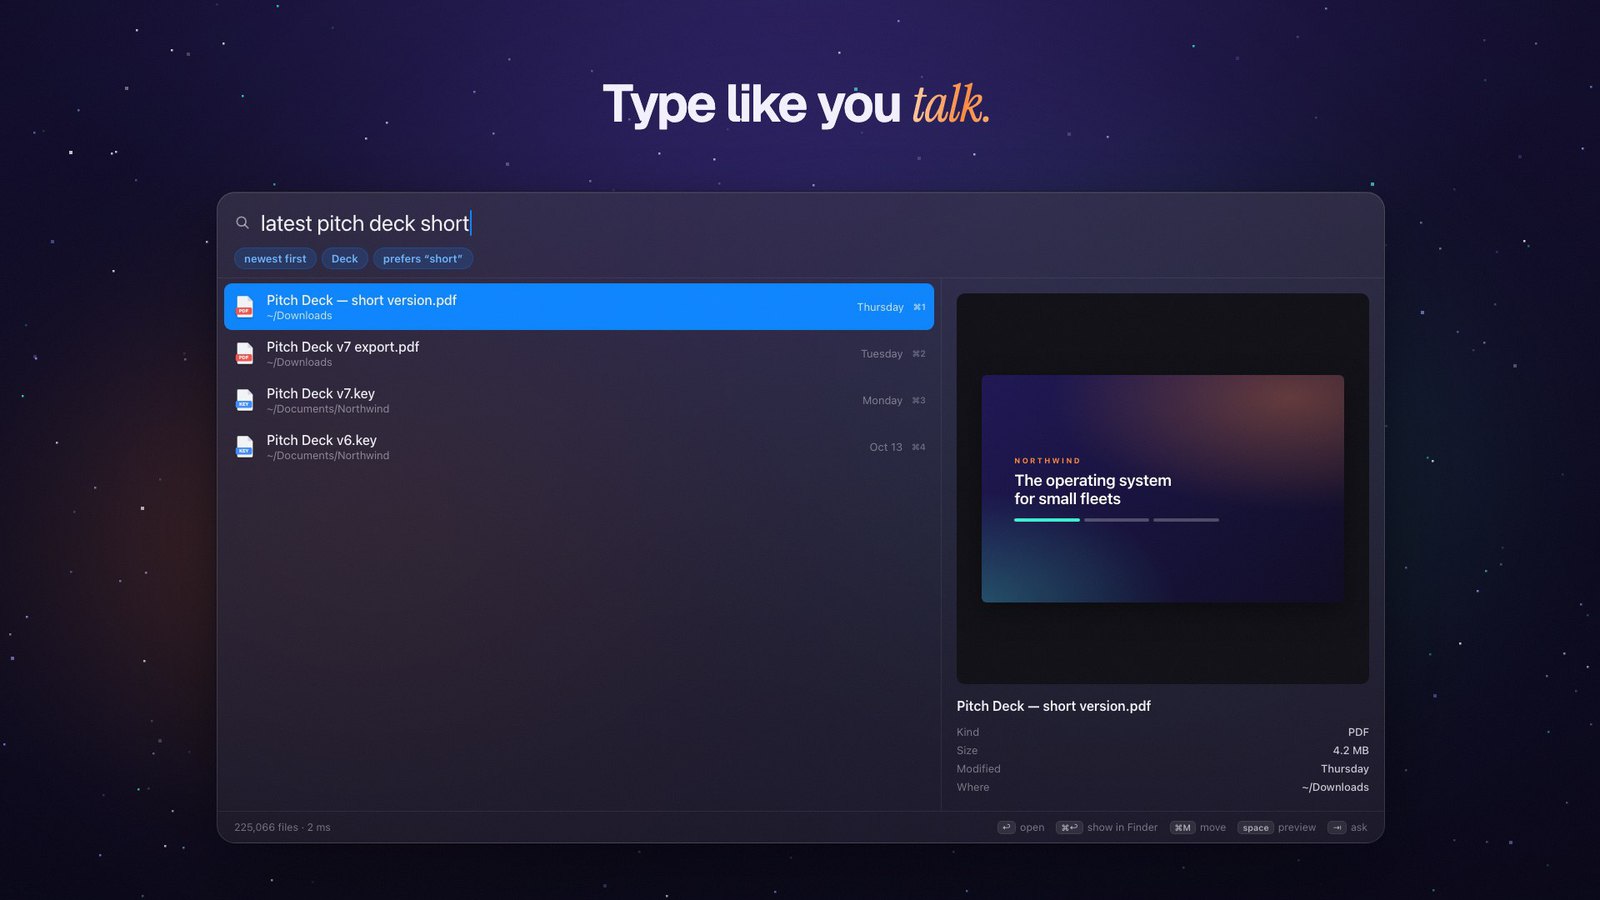 Type like you talk.
latest pitch deck short
newest first
Deck
prefers “short”
Pitch Deck — short version.pdf
~/Downloads
Thursday ⌘1
Pitch Deck v7 export.pdf
~/Downloads
Tuesday ⌘2
Pitch Deck v7.key
~/Documents/Northwind
Monday ⌘3
Pitch Deck v6.key
~/Documents/Northwind
Oct 13 ⌘4
PDF
PDF
KEY
KEY
NORTHWIND
The operating system
for small fleets
Pitch Deck — short version.pdf
Kind PDF
Size 4.2 MB
Modified Thursday
Where ~/Downloads
225,066 files · 2 ms
↩ open ⌘↩ show in Finder ⌘M move space preview ⇥ ask